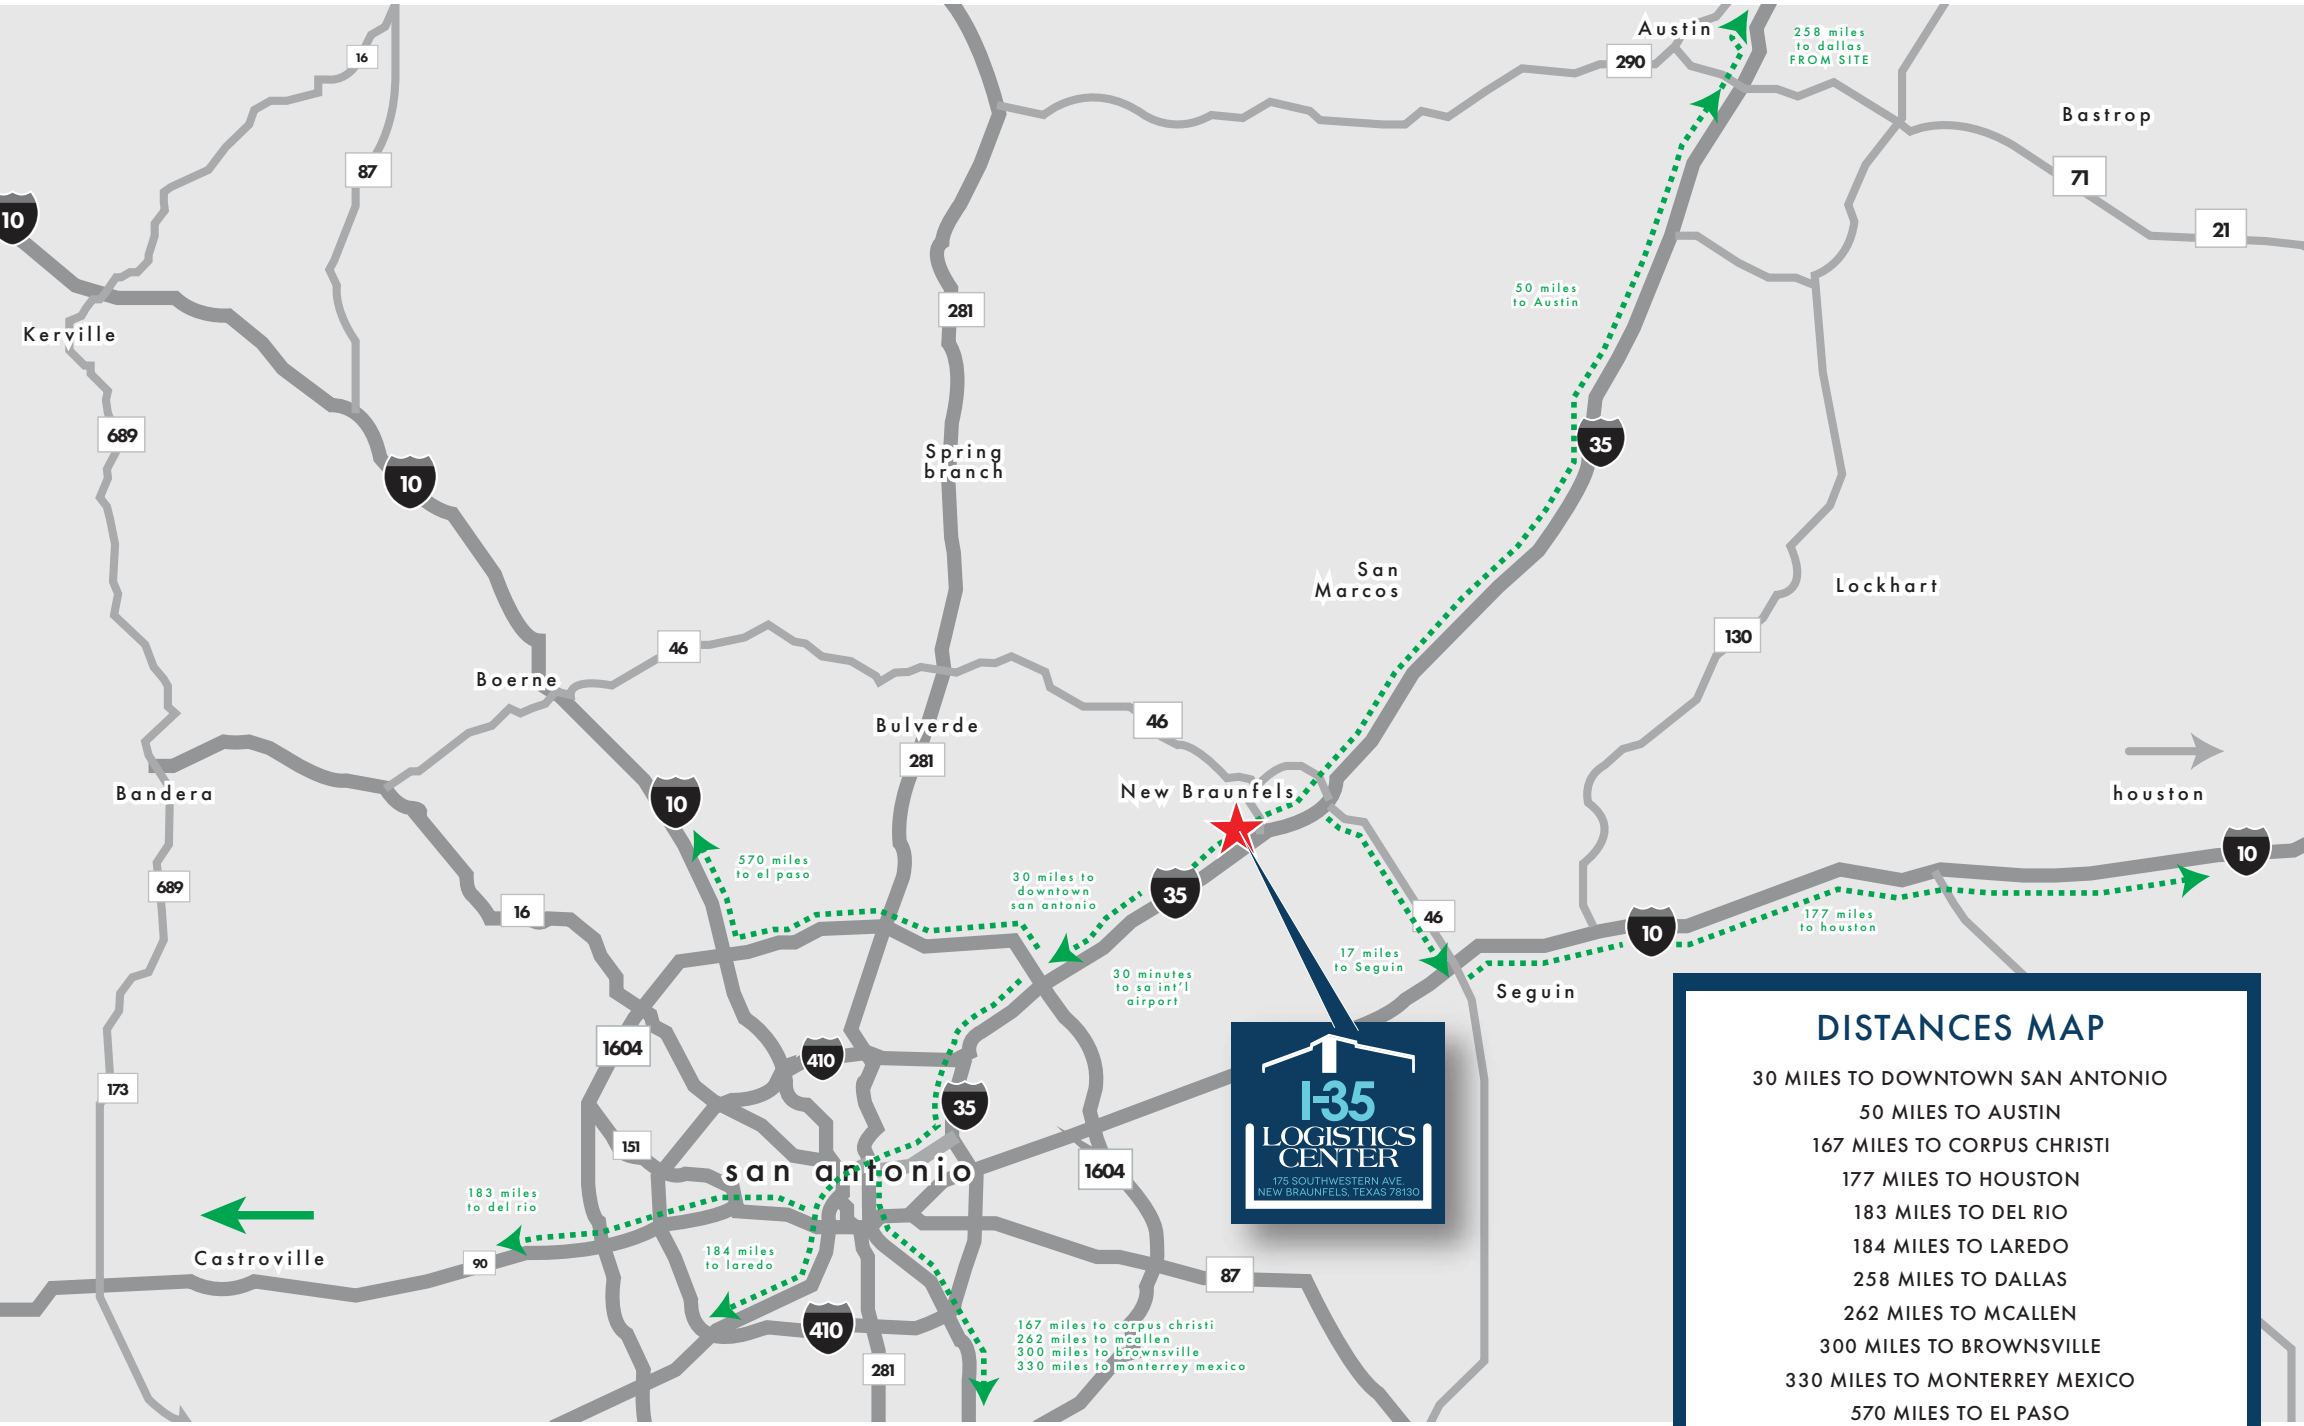 16
Austin
258 miles
to dallas
FROM SITE
290
Bastrop
87
71
10
21
50 miles
to Austin
281
Kerville
689
35
Spring
branch
10
San
Marcos
Lockhart
130
46
Boerne
46
Bulverde
281
New Braunfels
Bandera
houston
10
10
570 miles
to el paso
30 miles to
downtown
san antonio
35
689
16
46
177 miles
to houston
10
17 miles
to Seguin
30 minutes
to sa int'l
airport
Seguin
1604
410
173
35
151
san antonio
1604
I-35
LOGISTICS
CENTER
175 SOUTHWESTERN AVE.
NEW BRAUNFELS, TEXAS 78130
183 miles
to del rio
Castroville
90
184 miles
to laredo
87
410
281
167 miles to corpus christi
262 miles to mcallen
300 miles to brownsville
330 miles to monterrey mexico
DISTANCES MAP
30 MILES TO DOWNTOWN SAN ANTONIO
50 MILES TO AUSTIN
167 MILES TO CORPUS CHRISTI
177 MILES TO HOUSTON
183 MILES TO DEL RIO
184 MILES TO LAREDO
258 MILES TO DALLAS
262 MILES TO MCALLEN
300 MILES TO BROWNSVILLE
330 MILES TO MONTERREY MEXICO
570 MILES TO EL PASO